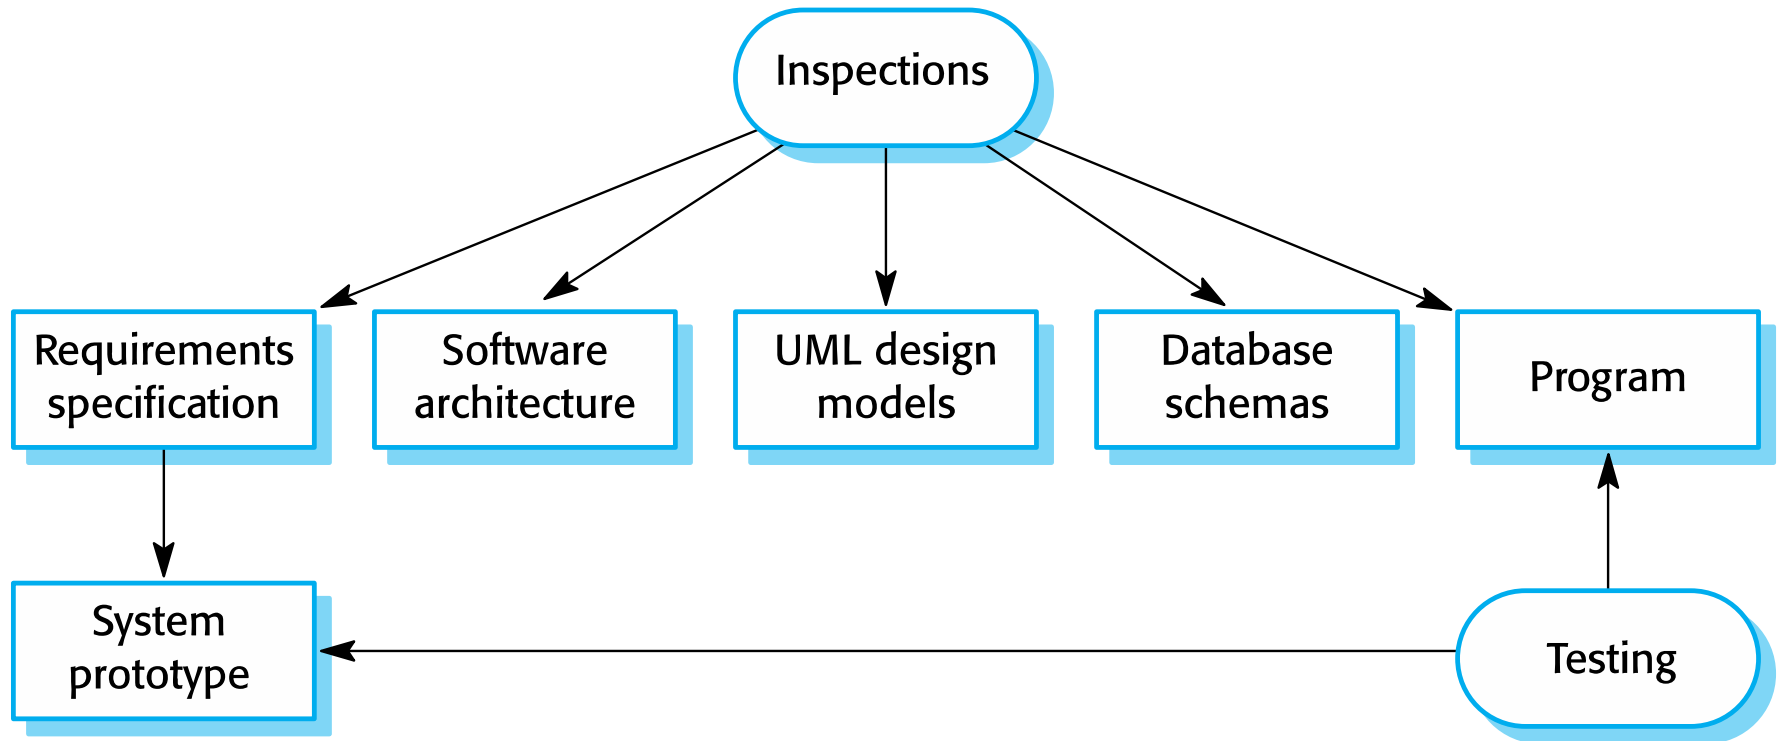 Inspections
Requirements
specification
Software
architecture
UML design
models
Database
schemas
Program
System
prototype
Testing